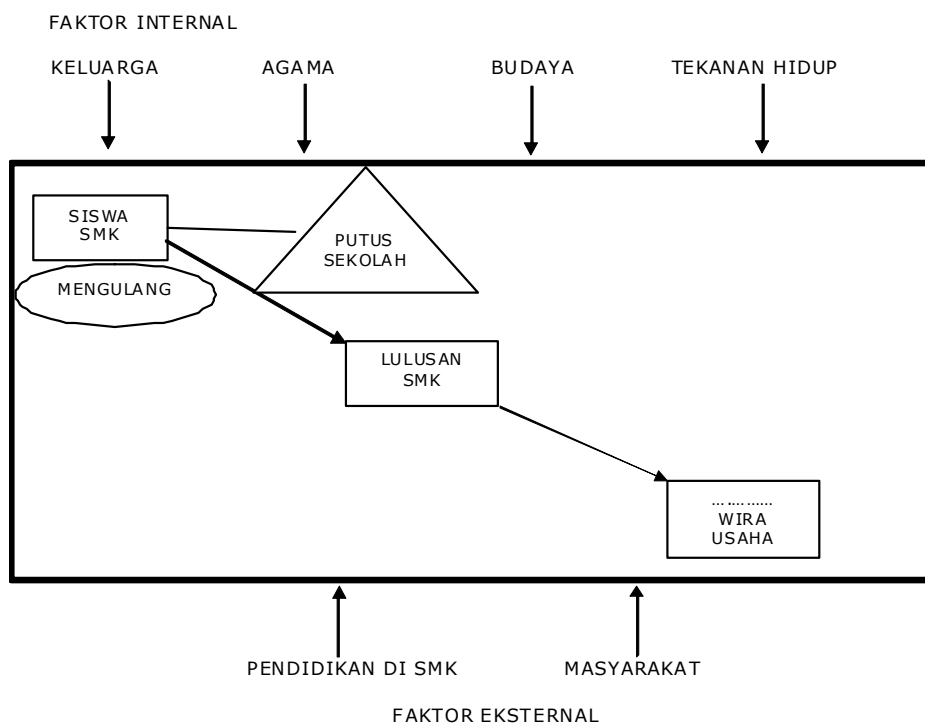 FAKTOR INTERNAL
KELUARGA AGAMA BUDAYA TEKANAN HIDUP
SISWA
SMK
PUTUS
SEKOLAH
MENGULANG
LULUSAN
SMK
..............
WIRA
USAHA
PENDIDIKAN DI SMK MASYARAKAT
FAKTOR EKSTERNAL